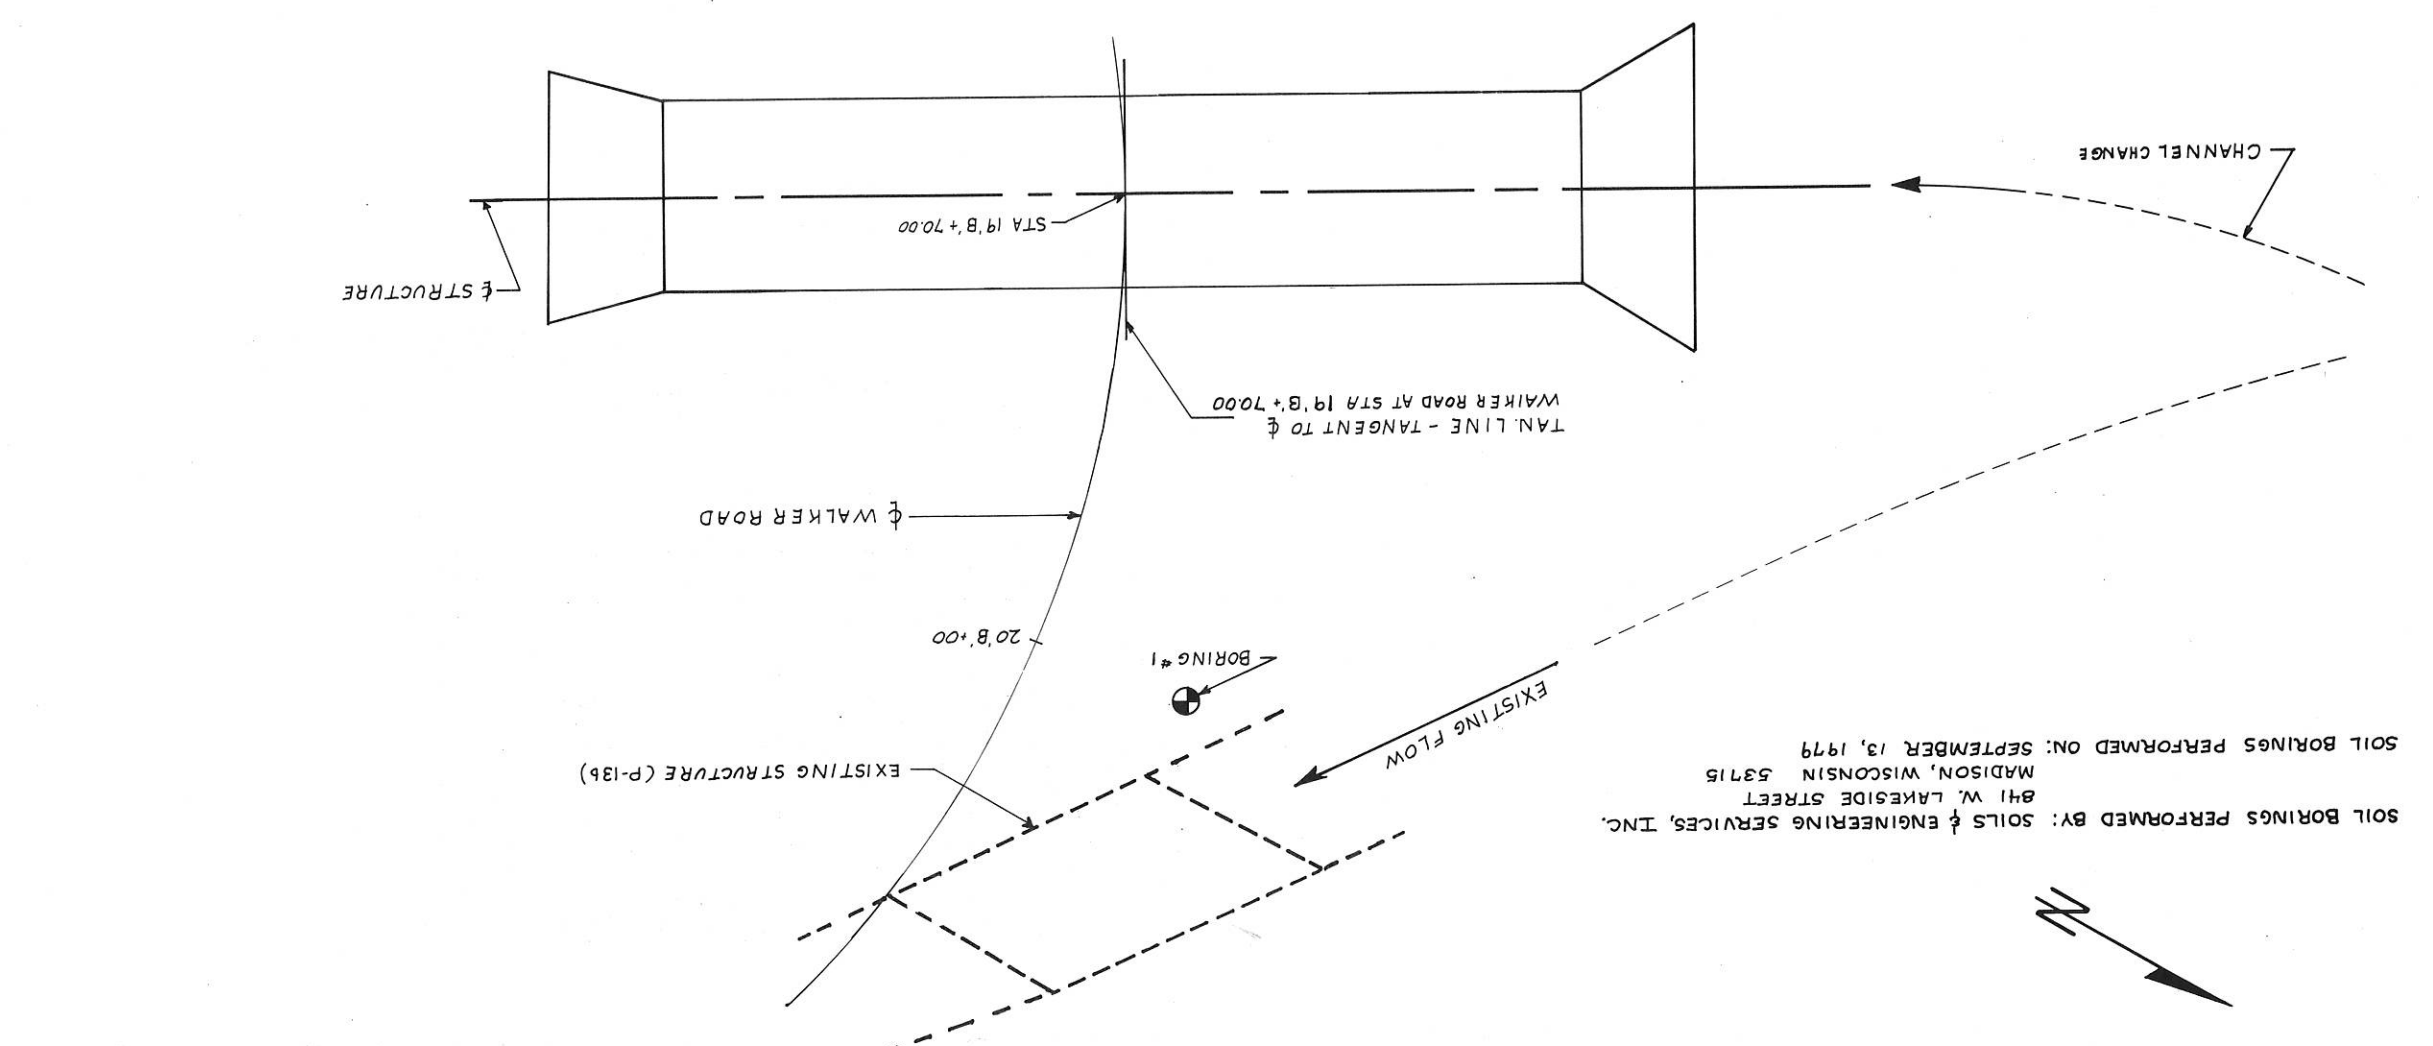 SOIL BORINGS PERFORMED BY: SOILS & ENGINEERING SERVICES, INC.
841 W. LAKESIDE STREET
MADISON, WISCONSIN 53715
SOIL BORINGS PERFORMED ON: SEPTEMBER 13, 1979
EXISTING FLOW
EXISTING STRUCTURE (P-136)
BORING #1
20'B'+00
℄ WALKER ROAD
TAN. LINE - TANGENT TO ℄
WALKER ROAD AT STA 19'B'+70.00
℄ STRUCTURE
STA 19'B'+70.00
CHANNEL CHANGE
N